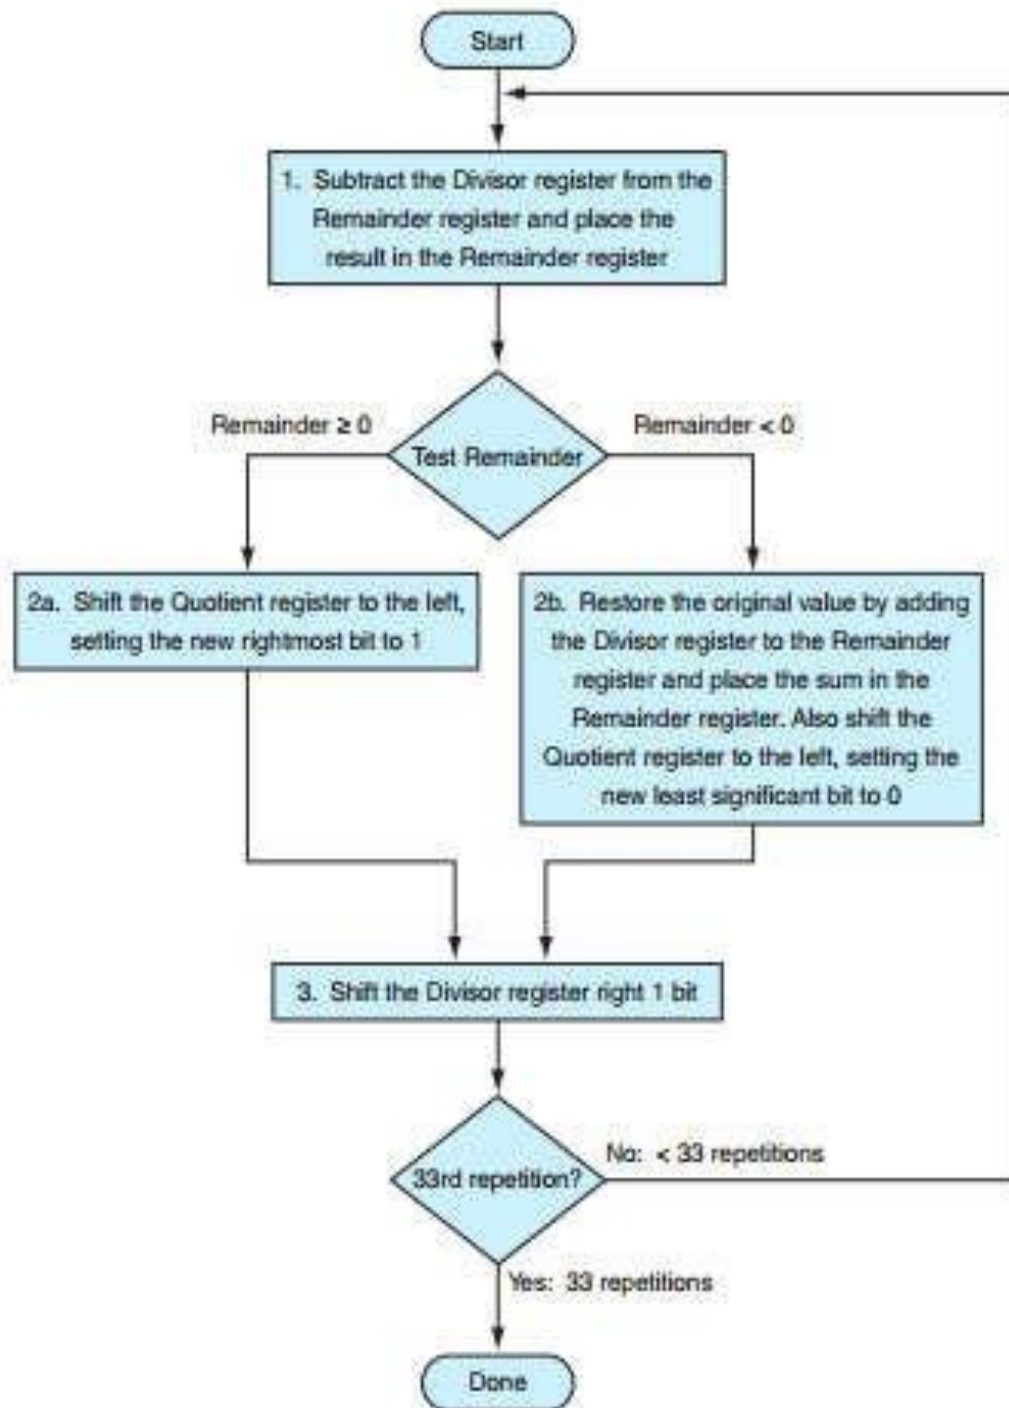 Start
1. Subtract the Divisor register from the
Remainder register and place the
result in the Remainder register
Remainder ≥ 0
Remainder < 0
Test Remainder
2a. Shift the Quotient register to the left,
setting the new rightmost bit to 1
2b. Restore the original value by adding
the Divisor register to the Remainder
register and place the sum in the
Remainder register. Also shift the
Quotient register to the left, setting the
new least significant bit to 0
3. Shift the Divisor register right 1 bit
33rd repetition?
No: < 33 repetitions
Yes: 33 repetitions
Done